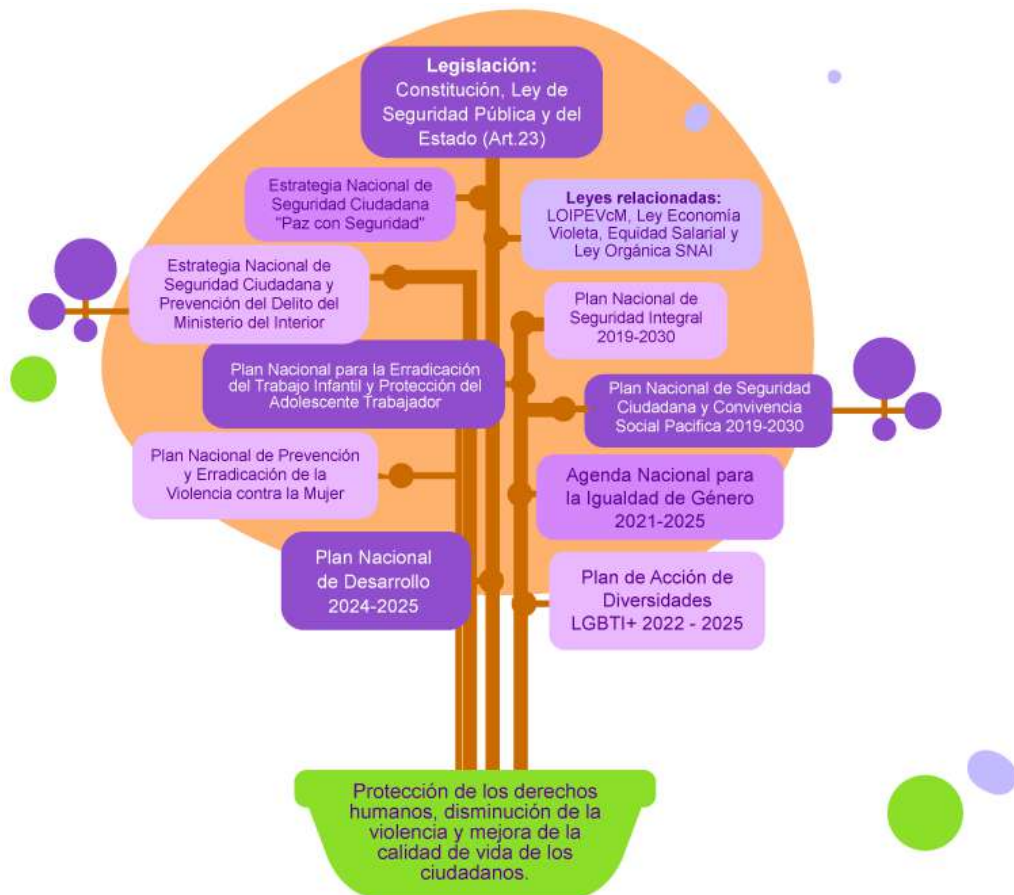 Legislación:
Constitución, Ley de
Seguridad Pública y del
Estado (Art.23)
Estrategia Nacional de
Seguridad Ciudadana
"Paz con Seguridad"
Leyes relacionadas:
LOIPEVcM, Ley Economía
Violeta, Equidad Salarial y
Ley Orgánica SNAI
Estrategia Nacional de
Seguridad Ciudadana y
Prevención del Delito del
Ministerio del Interior
Plan Nacional de
Seguridad Integral
2019-2030
Plan Nacional para la Erradicación
del Trabajo Infantil y Protección del
Adolescente Trabajador
Plan Nacional de Seguridad
Ciudadana y Convivencia
Social Pacifica 2019-2030
Plan Nacional de Prevención
y Erradicación de la
Violencia contra la Mujer
Agenda Nacional para
la Igualdad de Género
2021-2025
Plan Nacional
de Desarrollo
2024-2025
Plan de Acción de
Diversidades
LGBTI+ 2022 - 2025
Protección de los derechos
humanos, disminución de la
violencia y mejora de la
calidad de vida de los
ciudadanos.